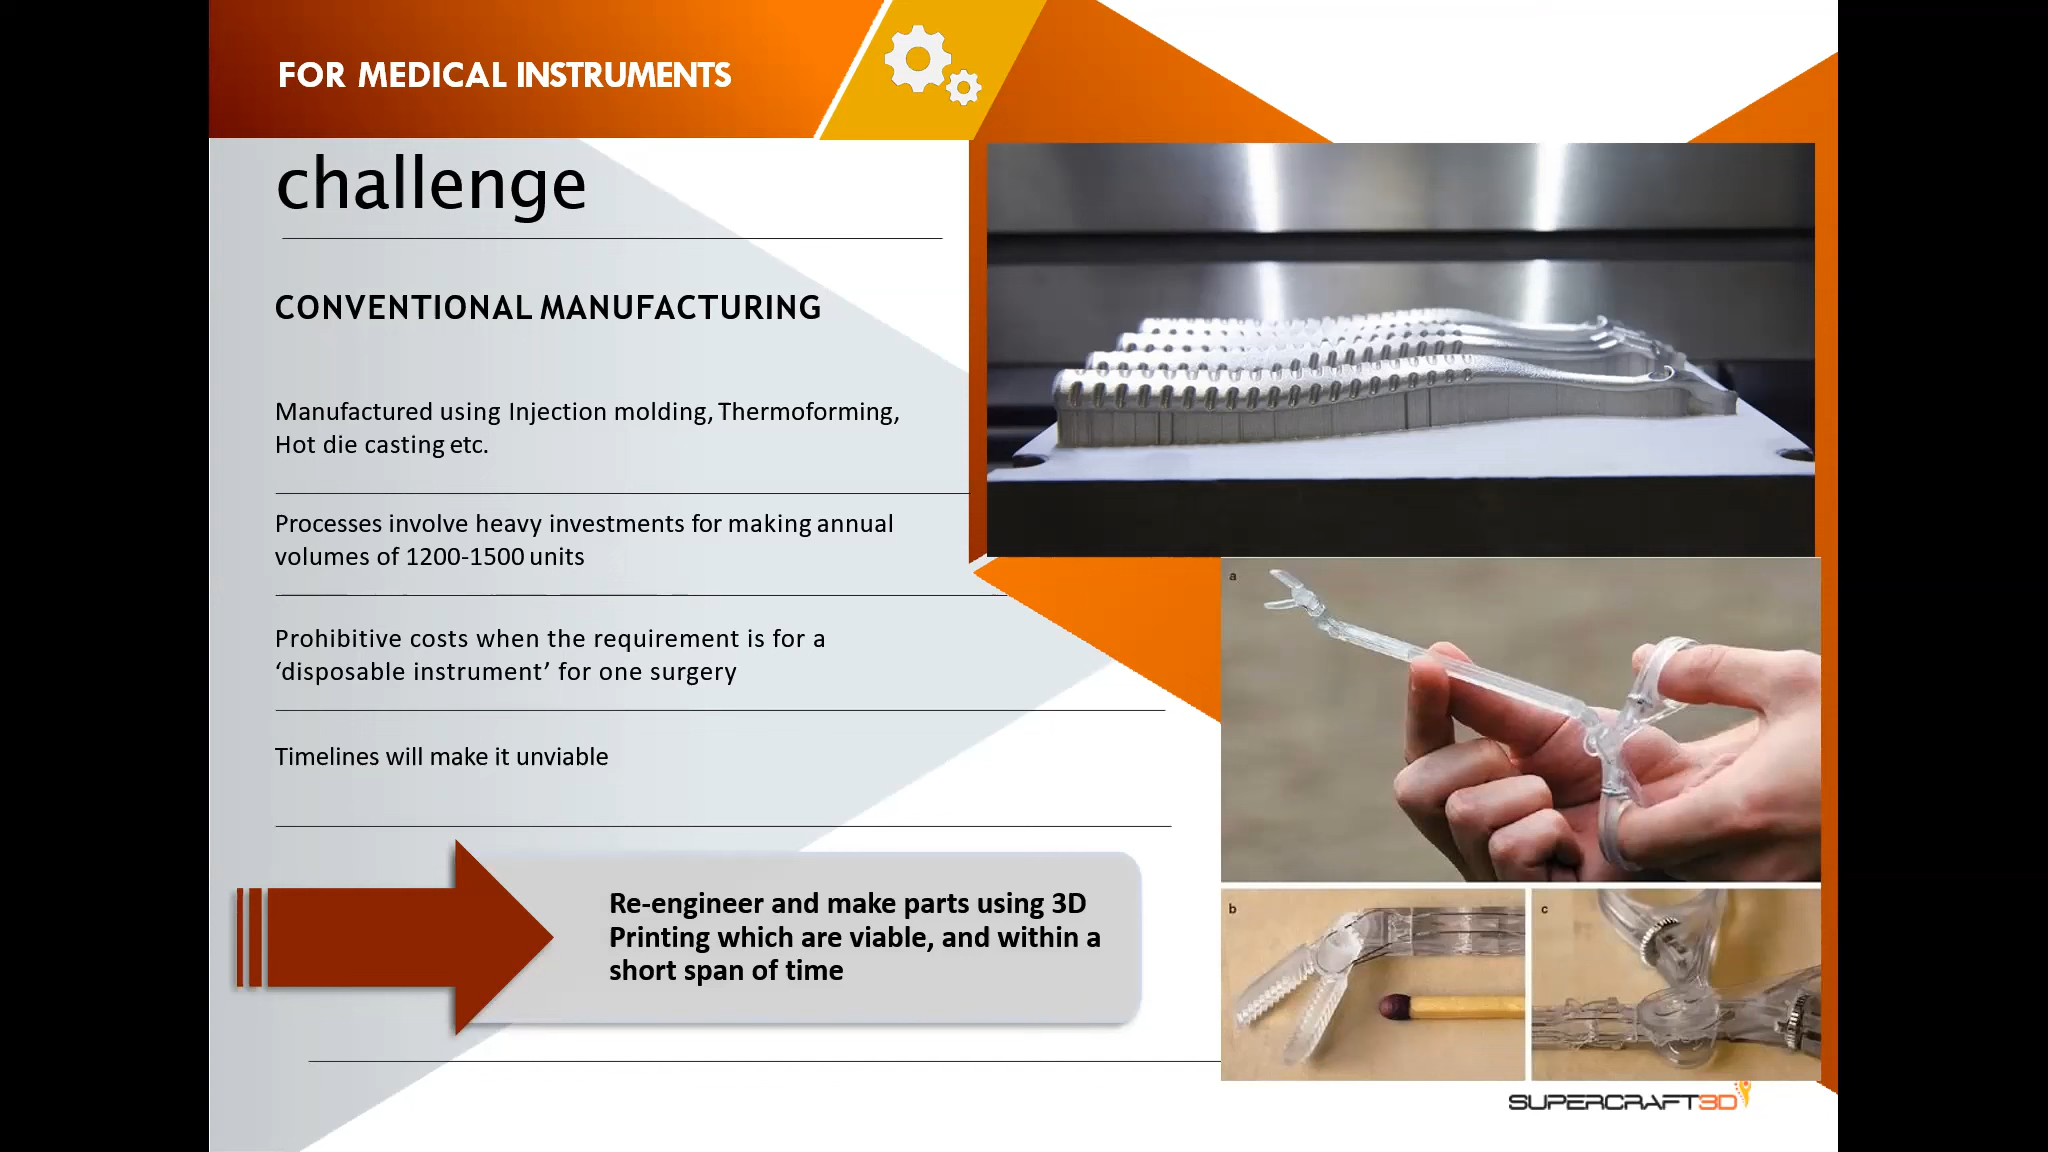 FOR MEDICAL INSTRUMENTS
challenge
CONVENTIONAL MANUFACTURING
Manufactured using Injection molding, Thermoforming,
Hot die casting etc.
Processes involve heavy investments for making annual
volumes of 1200-1500 units
Prohibitive costs when the requirement is for a
‘disposable instrument’ for one surgery
Timelines will make it unviable
Re-engineer and make parts using 3D
Printing which are viable, and within a
short span of time
a
b
c
SUPERCRAFT3D